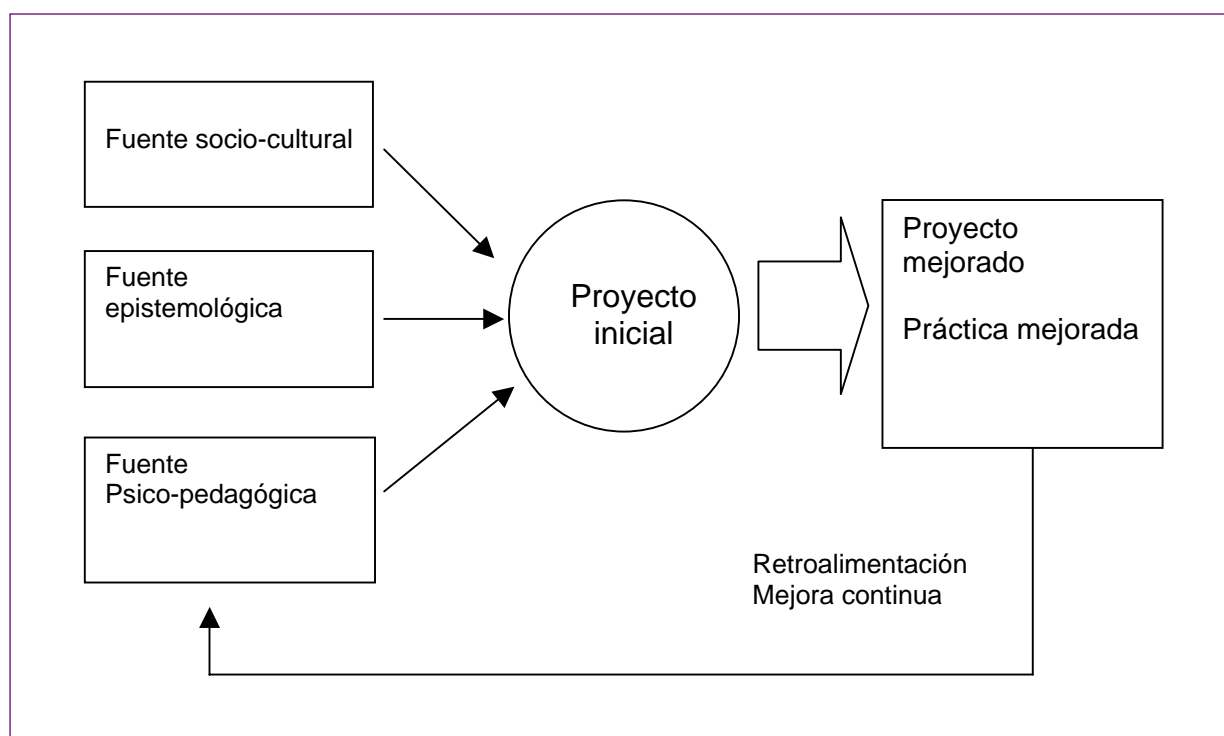 Fuente socio-cultural
Fuente
epistemológica
Fuente
Psico-pedagógica
Proyecto
inicial
Proyecto
mejorado
Práctica mejorada
Retroalimentación
Mejora continua